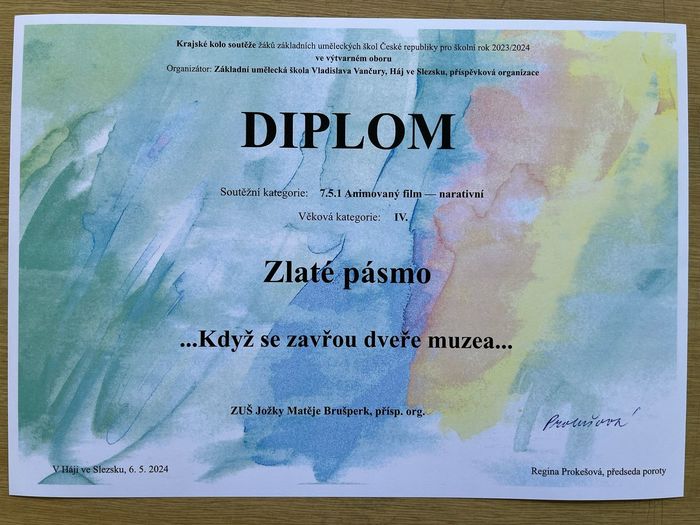 Krajské kolo soutěže žáků základních uměleckých škol České republiky pro školní rok 2023/2024
ve výtvarném oboru
Organizátor: Základní umělecká škola Vladislava Vančury, Háj ve Slezsku, příspěvková organizace
DIPLOM
Soutěžní kategorie: 7.5.1 Animovaný film — narativní
Věková kategorie: IV.
Zlaté pásmo
...Když se zavřou dveře muzea...
ZUŠ Jožky Matěje Brušperk, přísp. org.
Prokešová
V Háji ve Slezsku, 6. 5. 2024
Regina Prokešová, předseda poroty